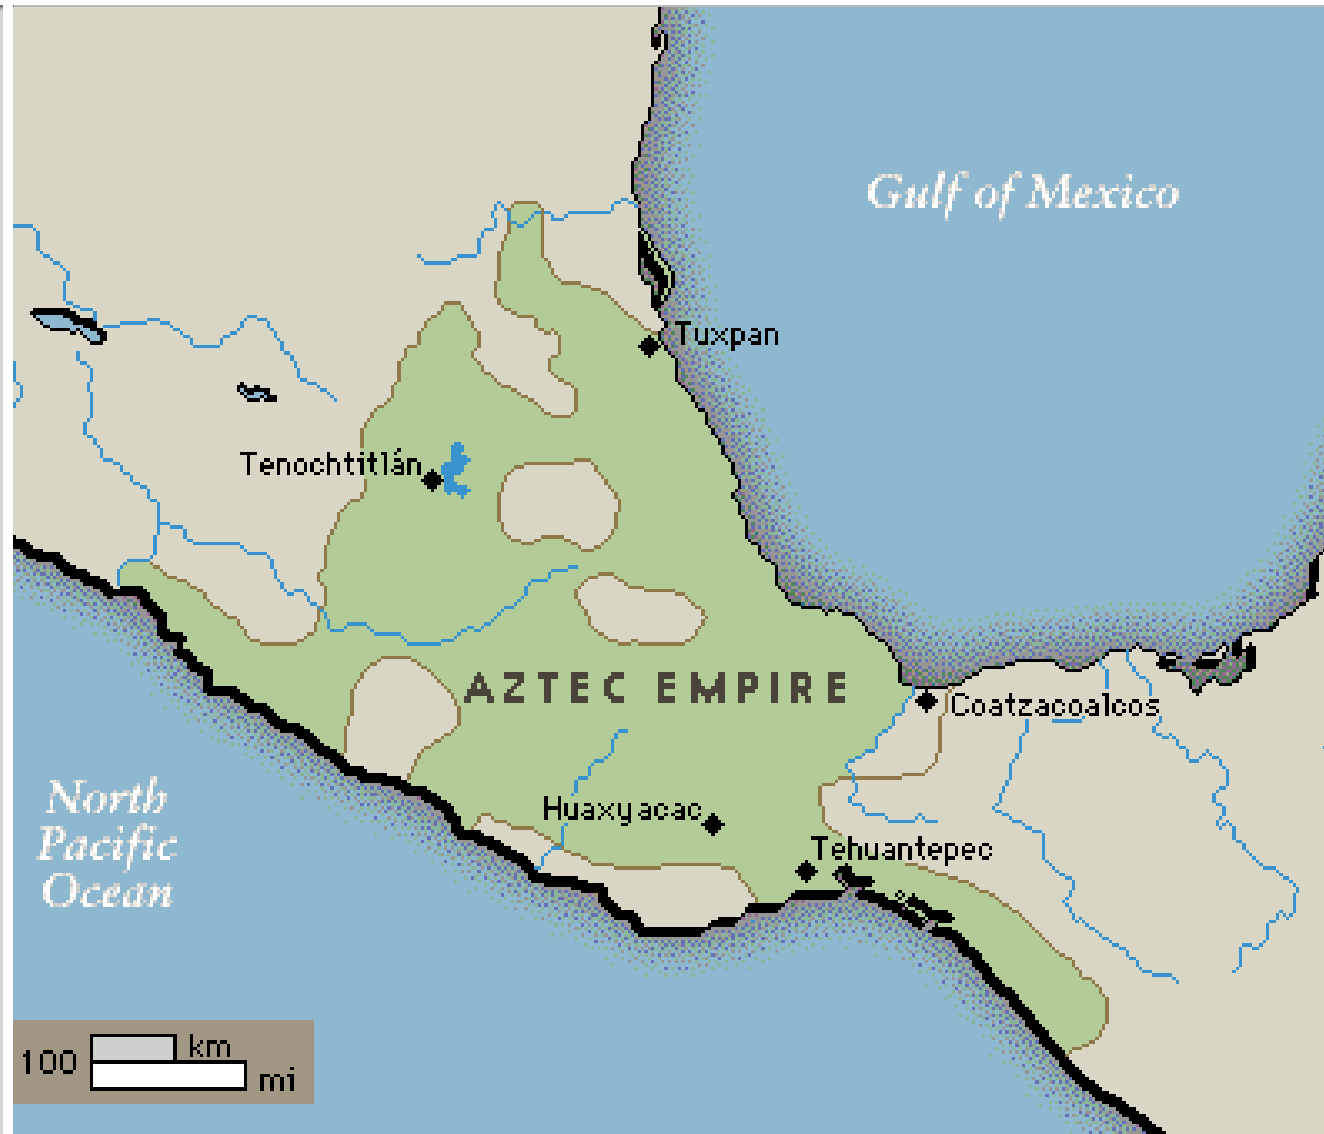 Gulf of Mexico
Tuxpan
Tenochtitlán
AZTEC EMPIRE
Coatzacoalcos
North
Pacific
Ocean
Huaxyacac
Tehuantepec
100 km
mi